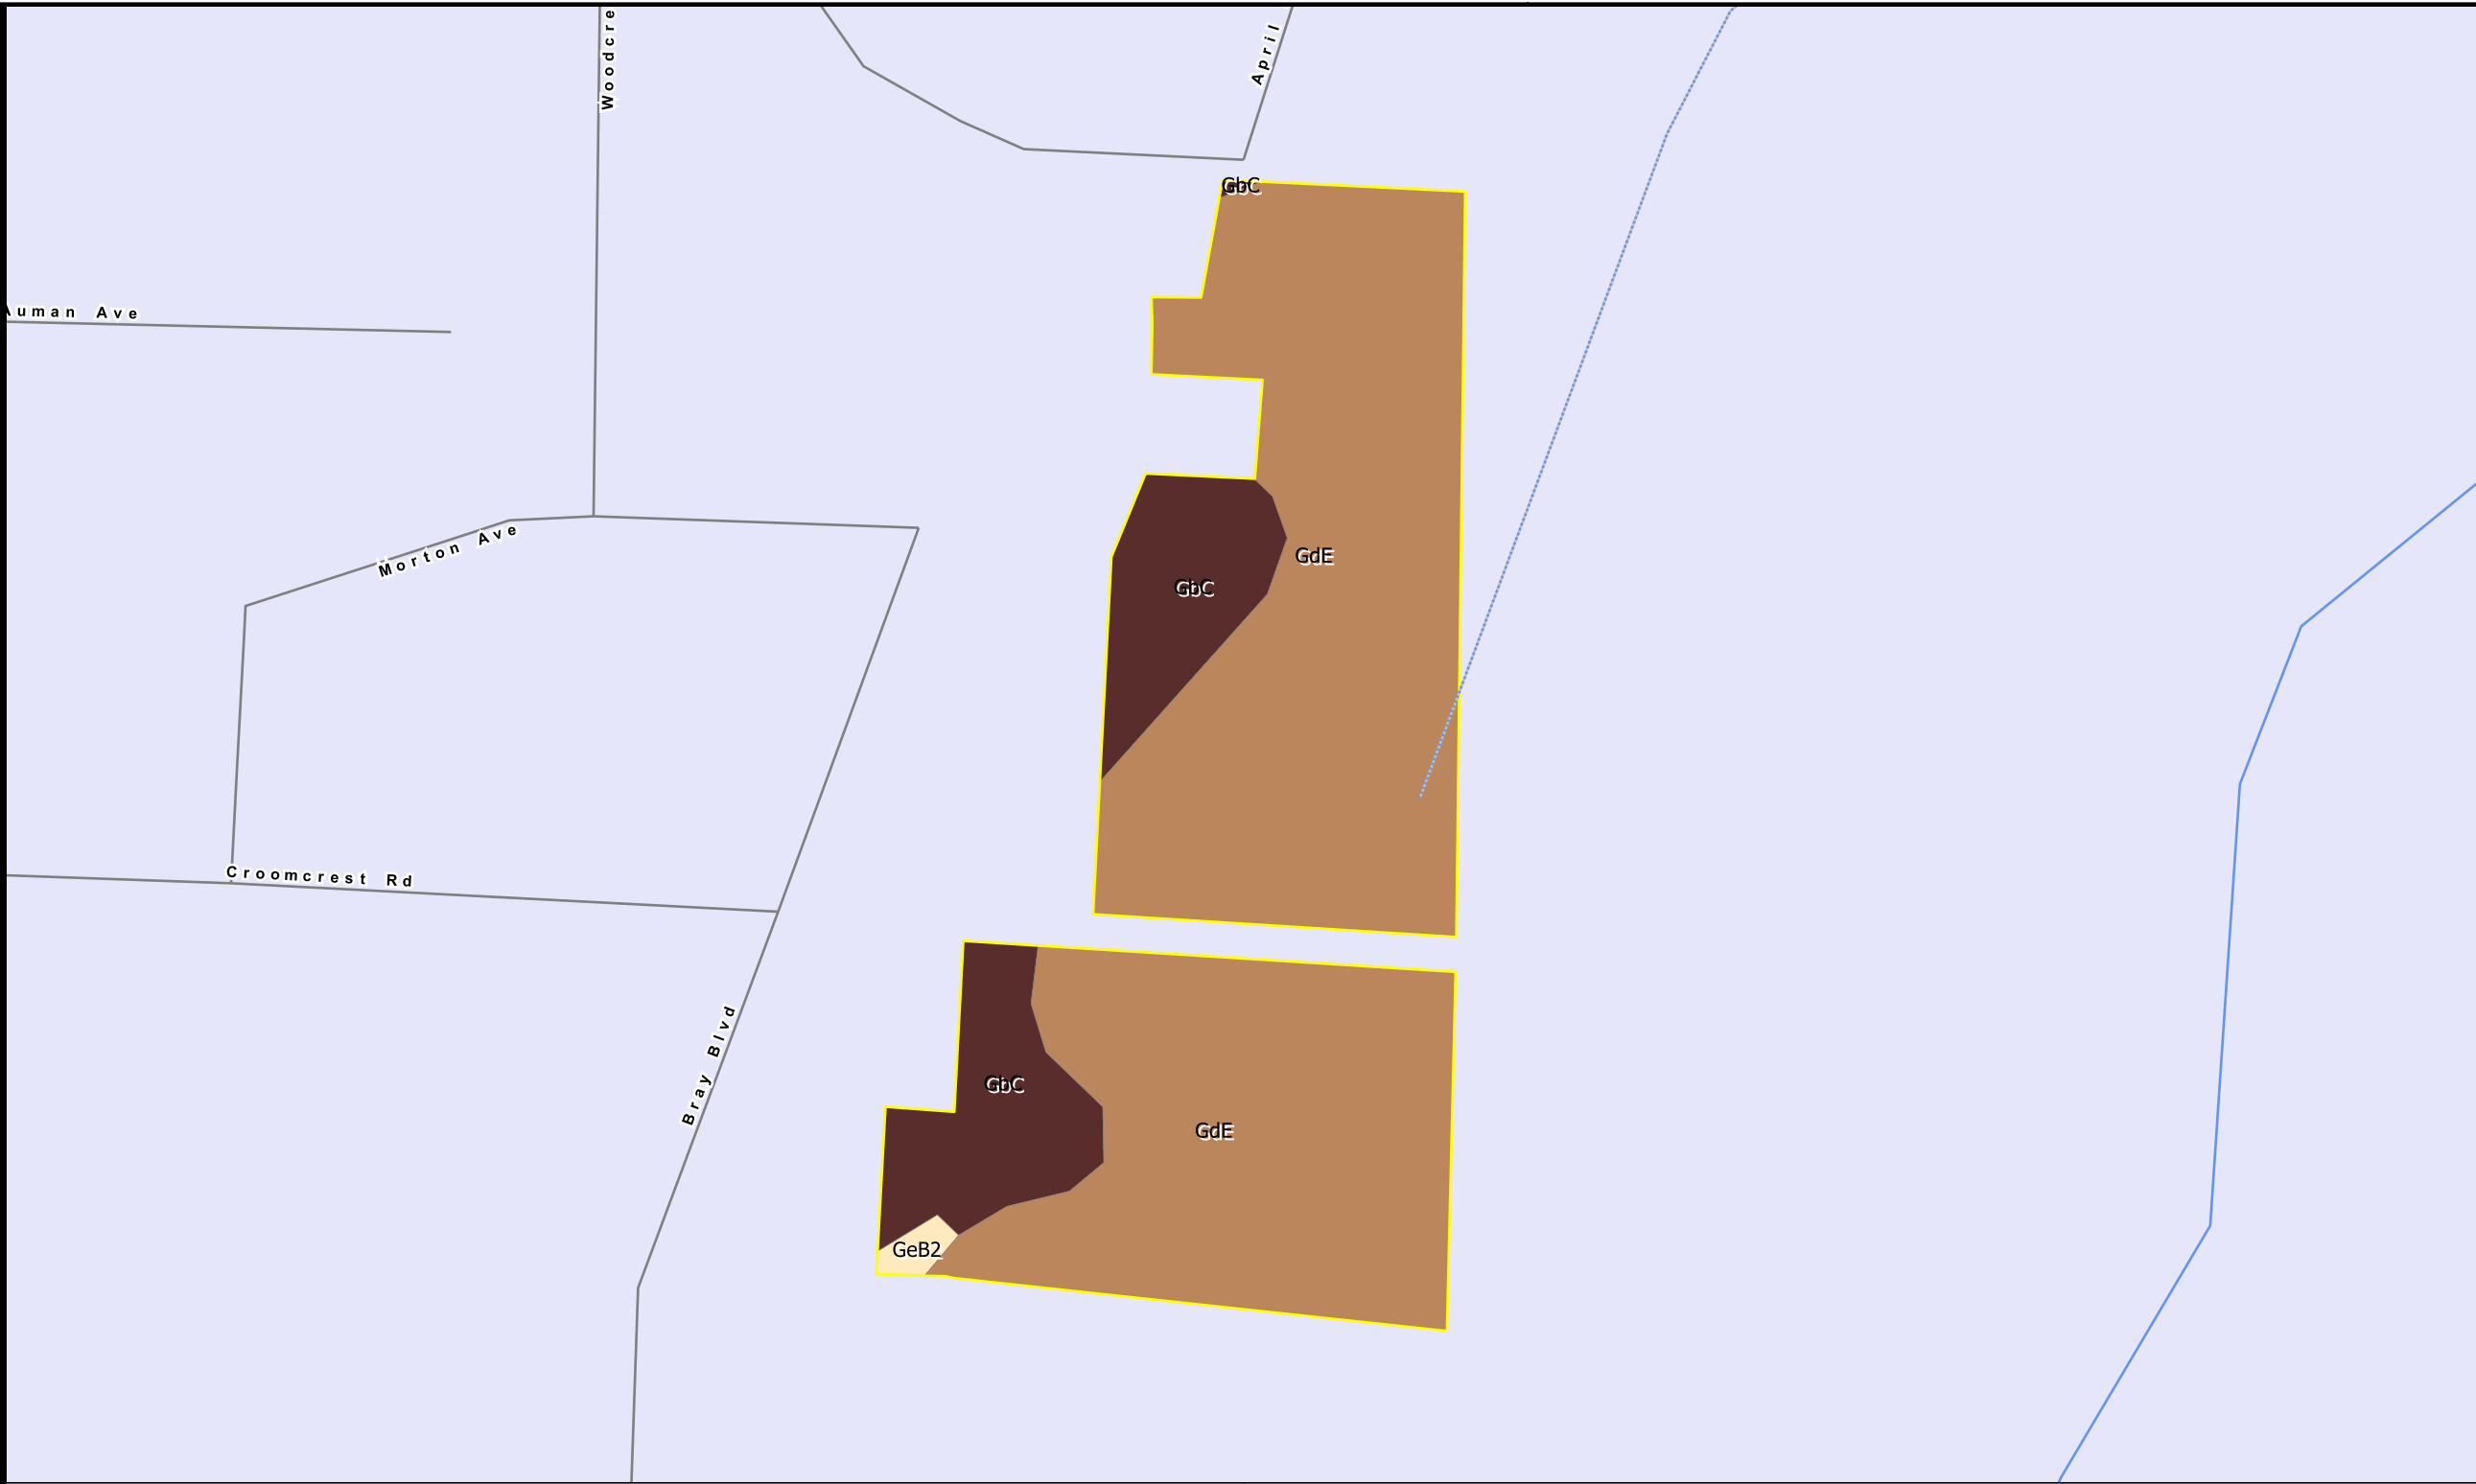 Woodcre
April
GbC
Auman Ave
Morton Ave
GdE
GbC
Croomcrest Rd
Bray Blvd
GbC
GdE
GeB2